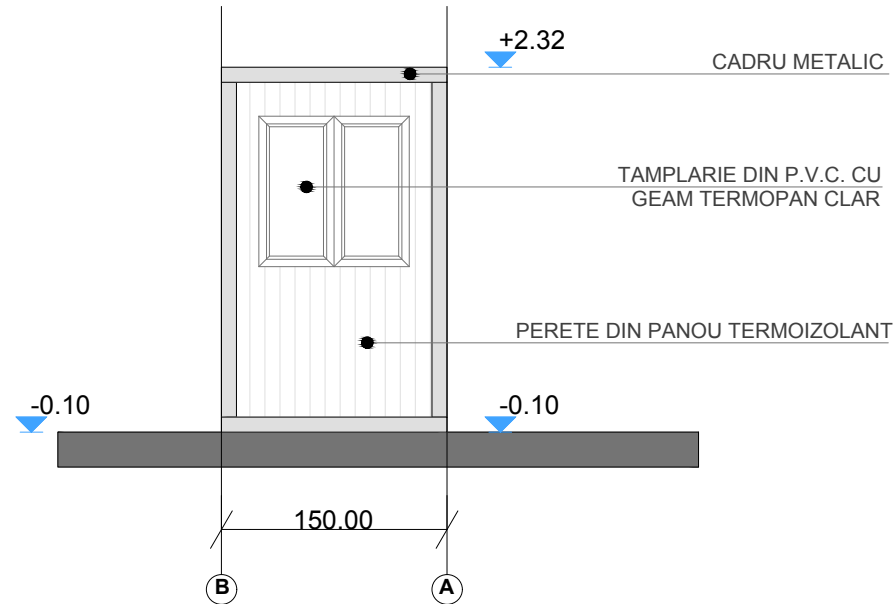 +2.32
CADRU METALIC
TAMPLARIE DIN P.V.C. CU
GEAM TERMOPAN CLAR
PERETE DIN PANOU TERMOIZOLANT
-0.10
-0.10
150.00
B
A